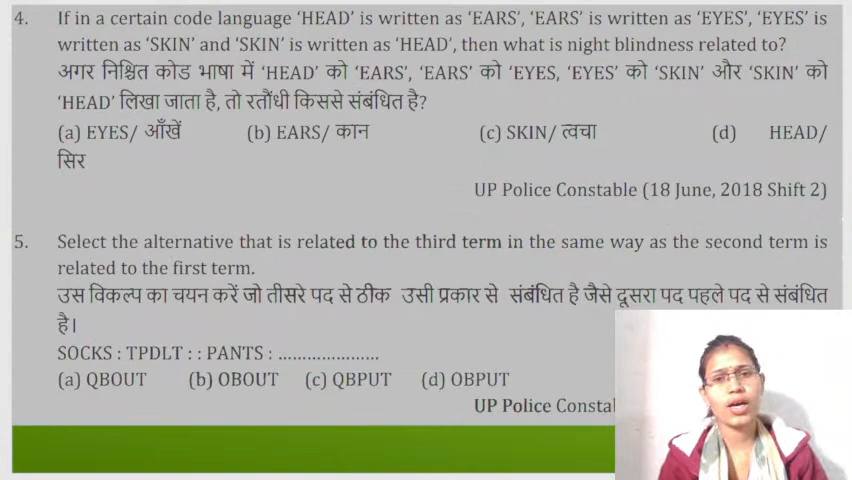 4. If in a certain code language ‘HEAD’ is written as ‘EARS’, ‘EARS’ is written as ‘EYES’, ‘EYES’ is
written as ‘SKIN’ and ‘SKIN’ is written as ‘HEAD’, then what is night blindness related to?
अगर निश्चित कोड भाषा में ‘HEAD’ को ‘EARS’, ‘EARS’ को ‘EYES, ‘EYES’ को ‘SKIN’ और ‘SKIN’ को
‘HEAD’ लिखा जाता है, तो रतौंधी किससे संबंधित है?
(a) EYES/ आँखें (b) EARS/ कान (c) SKIN/ त्वचा (d) HEAD/
सिर
UP Police Constable (18 June, 2018 Shift 2)
5. Select the alternative that is related to the third term in the same way as the second term is
related to the first term.
उस विकल्प का चयन करें जो तीसरे पद से ठीक उसी प्रकार से संबंधित है जैसे दूसरा पद पहले पद से संबंधित
है।
SOCKS : TPDLT : : PANTS : .....................
(a) QBOUT (b) OBOUT (c) QBPUT (d) OBPUT
UP Police Consta